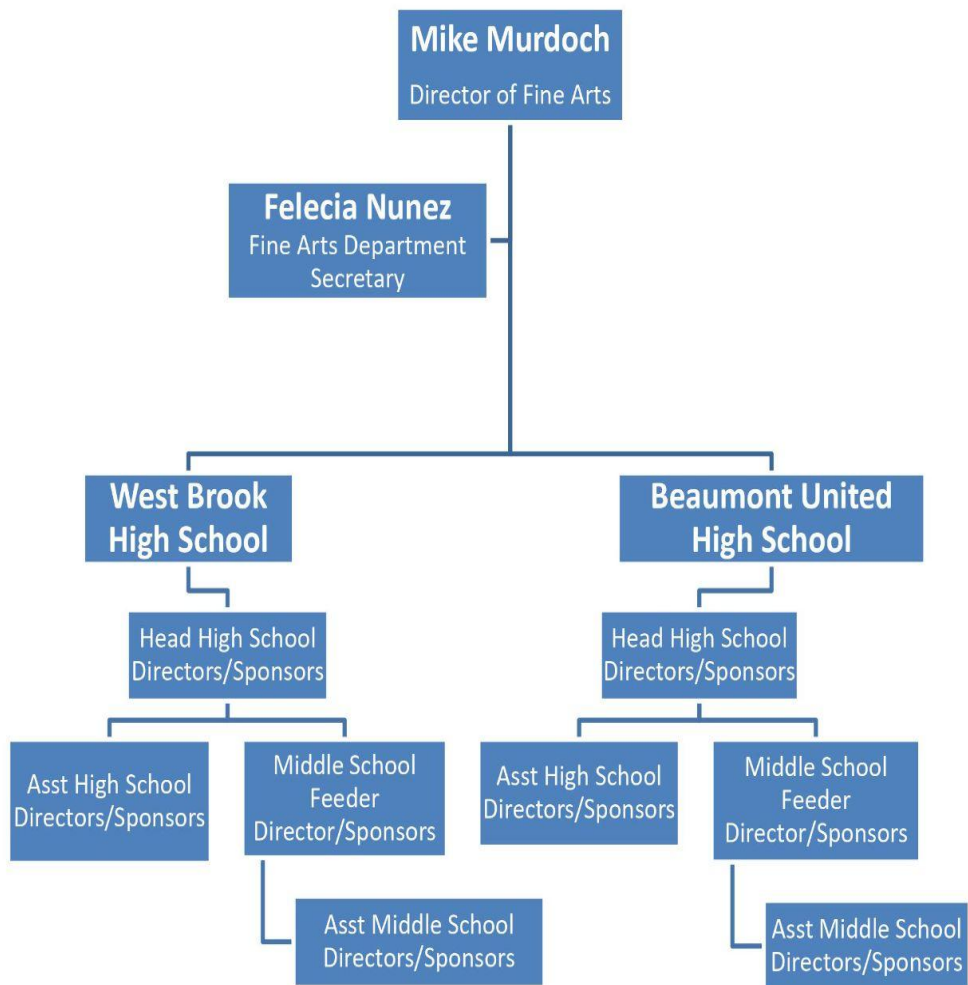 Mike Murdoch
Director of Fine Arts
Felecia Nunez
Fine Arts Department
Secretary
West Brook
High School
Beaumont United
High School
Head High School
Directors/Sponsors
Head High School
Directors/Sponsors
Asst High School
Directors/Sponsors
Middle School
Feeder
Director/Sponsors
Asst High School
Directors/Sponsors
Middle School
Feeder
Director/Sponsors
Asst Middle School
Directors/Sponsors
Asst Middle School
Directors/Sponsors